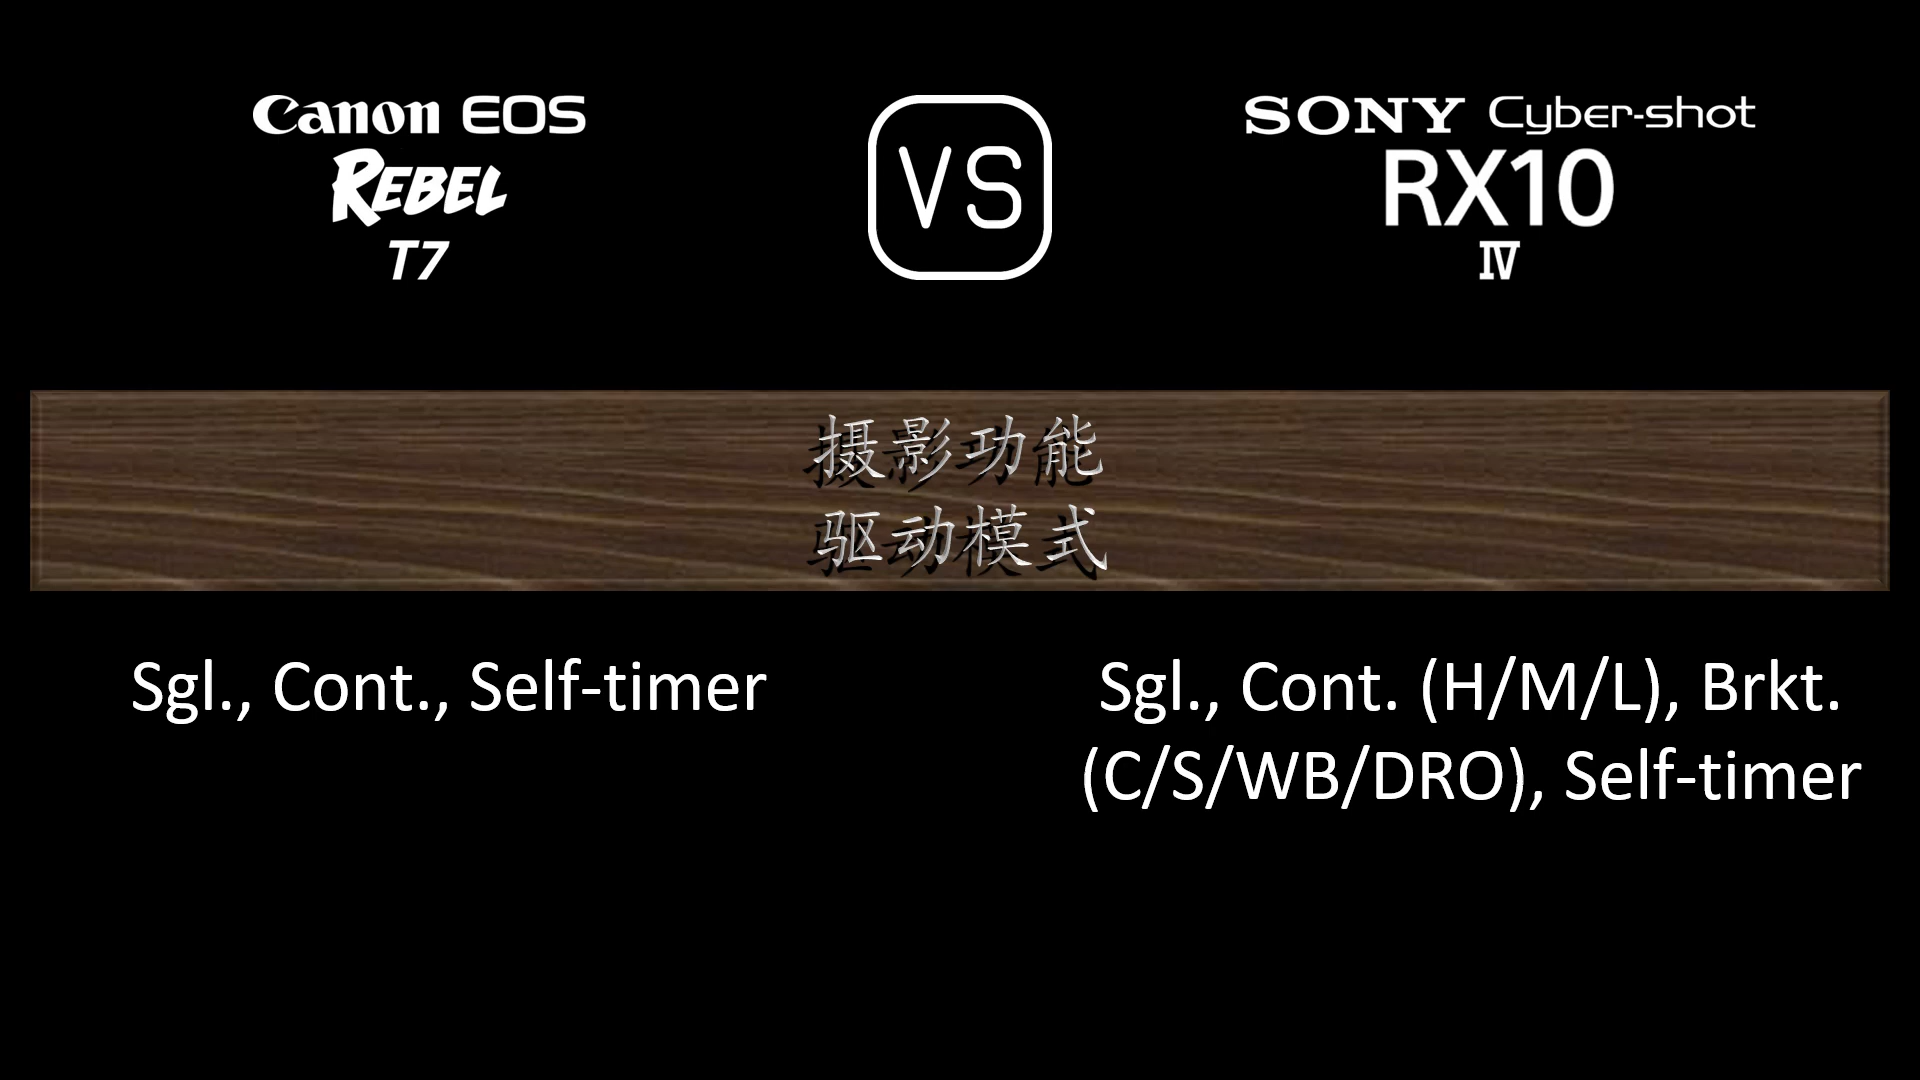 Canon EOS
REBEL
T7
VS
SONY Cyber-shot
RX10
IV
摄影功能
驱动模式
Sgl., Cont., Self-timer
Sgl., Cont. (H/M/L), Brkt.
(C/S/WB/DRO), Self-timer